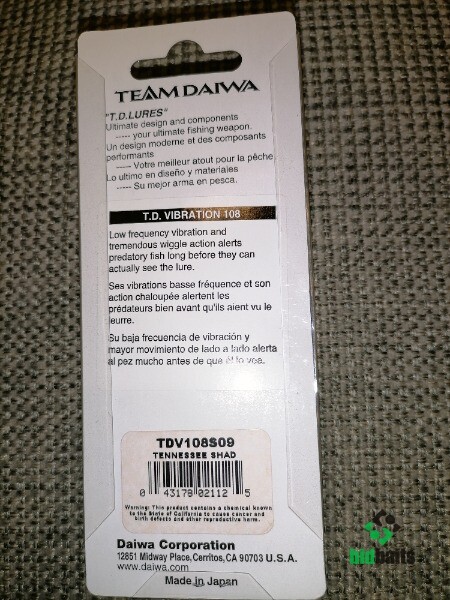 TEAM DAIWA
"T.D.LURES"
Ultimate design and components
----- your ultimate fishing weapon.
Un design moderne et des composants
performants
----- Votre meilleur atout pour la pêche.
Lo ultimo en diseño y materiales
----- Su mejor arma en pesca.
T.D. VIBRATION 108
Low frequency vibration and
tremendous wiggle action alerts
predatory fish long before they can
actually see the lure.
Ses vibrations basse fréquence et son
action chaloupée alertent les
prédateurs bien avant qu'ils aient vu le
leurre.
Su baja frecuencia de vibración y
mayor movimiento de lado a lado alerta
al pez mucho antes de que él lo vea.
TDV108S09
TENNESSEE SHAD
0 43178 02112 5
Warning: This product contains a chemical known
to the State of California to cause cancer and
birth defects and other reproductive harm.
Daiwa Corporation
12851 Midway Place, Cerritos, CA 90703 U.S.A.
www.daiwa.com
Made in Japan